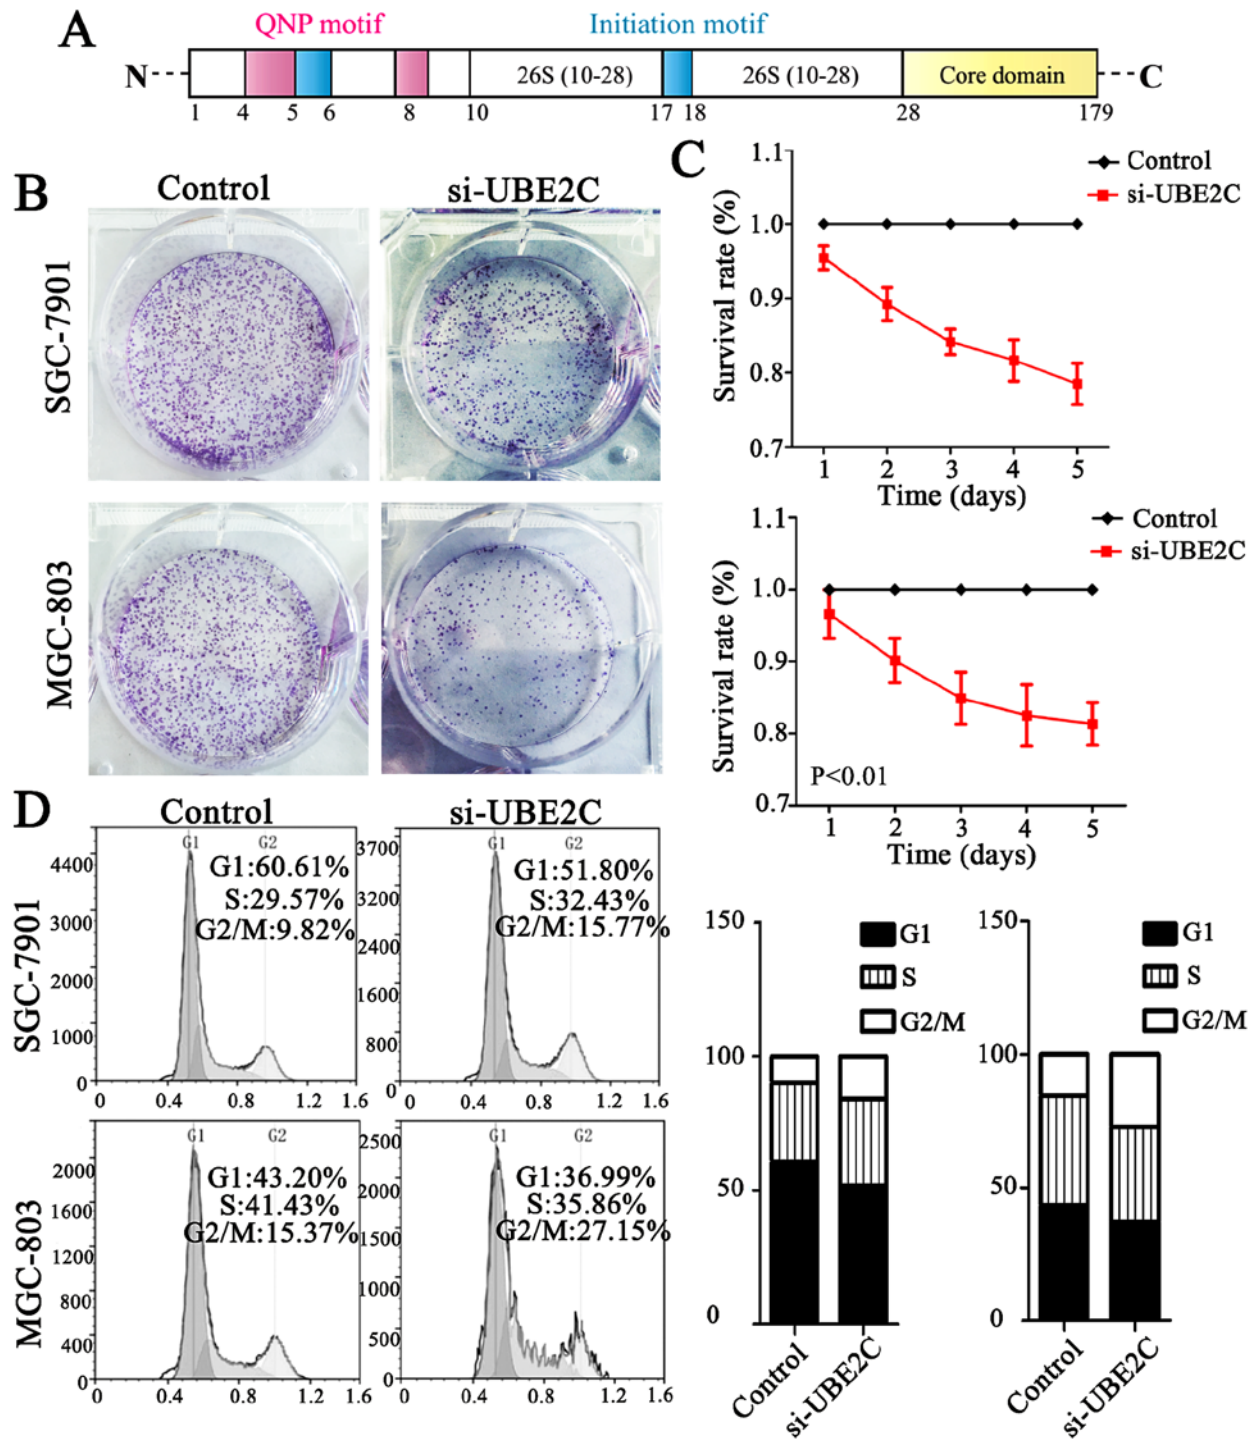 A
QNP motif
Initiation motif
N
26S (10-28)
26S (10-28)
Core domain
C
1
4
5
6
8
10
17
18
28
179
B
Control
si-UBE2C
SGC-7901
MGC-803
C
1.1
1.0
0.9
0.8
0.7
Survival rate (%)
1
2
3
4
5
Time (days)
Control
si-UBE2C
1.1
1.0
0.9
0.8
0.7
Survival rate (%)
P<0.01
1
2
3
4
5
Time (days)
Control
si-UBE2C
D
Control
si-UBE2C
SGC-7901
4400
3000
2000
1000
0
G1
G2
G1:60.61%
S:29.57%
G2/M:9.82%
0
0.4
0.8
1.2
1.6
3700
3200
2400
1600
800
0
G1
G2
G1:51.80%
S:32.43%
G2/M:15.77%
0
0.4
0.8
1.2
1.6
MGC-803
2000
1600
1200
800
400
0
G1
G2
G1:43.20%
S:41.43%
G2/M:15.37%
0
0.4
0.8
1.2
1.6
2500
2000
1500
1000
500
0
G1
G2
G1:36.99%
S:35.86%
G2/M:27.15%
0
0.4
0.8
1.2
1.6
150
100
50
0
G1
S
G2/M
Control
si-UBE2C
150
100
50
0
G1
S
G2/M
Control
si-UBE2C